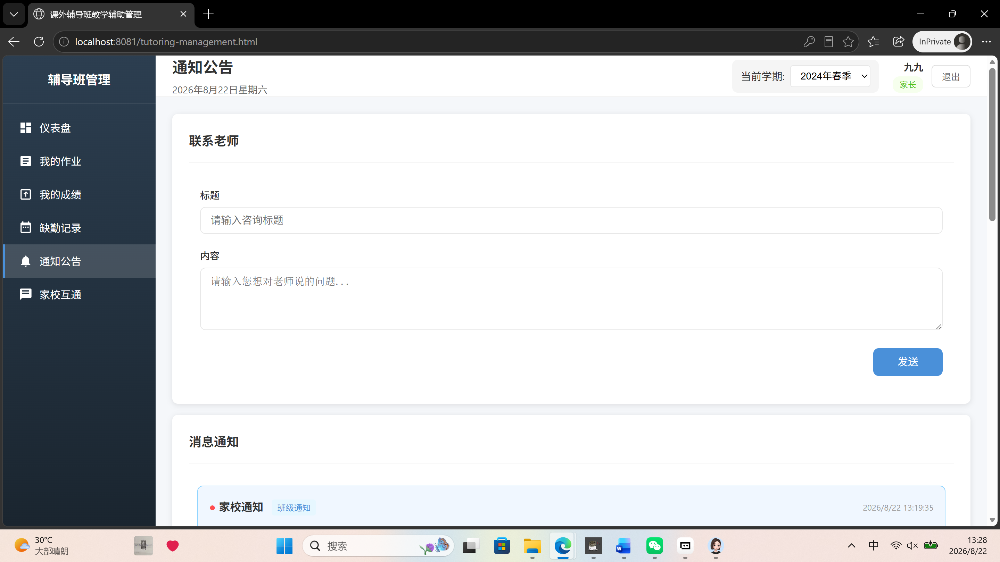 课外辅导班教学辅助管理
localhost:8081/tutoring-management.html
InPrivate
辅导班管理
仪表盘
我的作业
我的成绩
缺勤记录
通知公告
家校互通
通知公告
2026年8月22日星期六
当前学期:
2024年春季
九九
家长
退出
联系老师
标题
请输入咨询标题
内容
请输入您想对老师说的问题...
发送
消息通知
家校通知
班级通知
2026/8/22 13:19:35
30°C
大部晴朗
搜索
W
中
13:28
2026/8/22